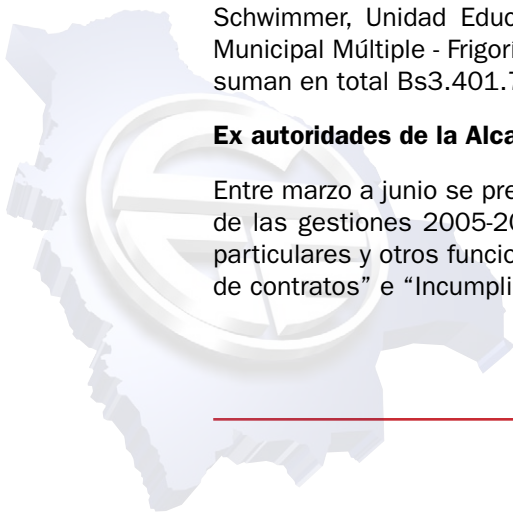 Schwimmer, Unidad Educ
Municipal Múltiple - Frigorí
suman en total Bs3.401.7
Ex autoridades de la Alca
Entre marzo a junio se pre
de las gestiones 2005-20
particulares y otros funcio
de contratos” e “Incumpli